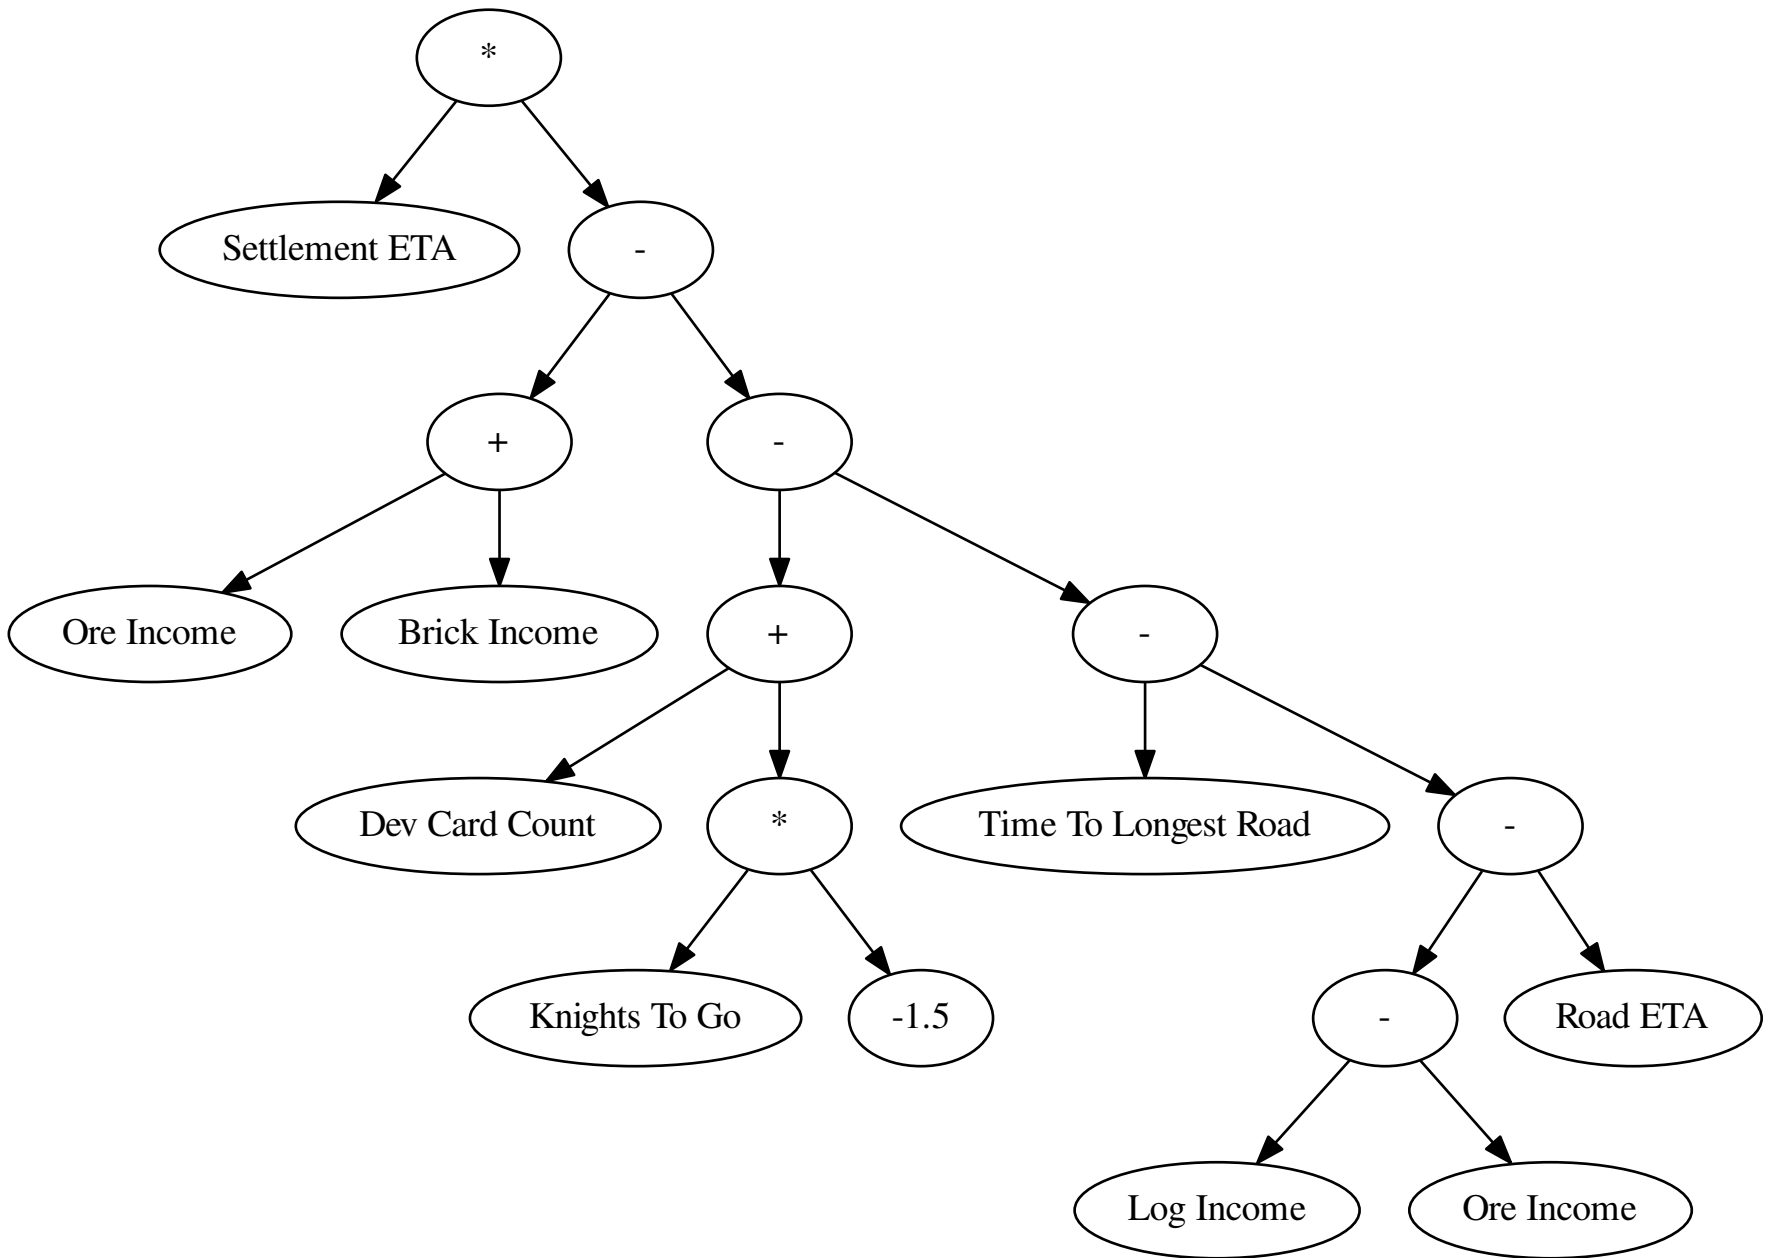 *
Settlement ETA
-
+
-
Ore Income
Brick Income
+
-
Dev Card Count
*
Time To Longest Road
-
Knights To Go
-1.5
-
Road ETA
Log Income
Ore Income